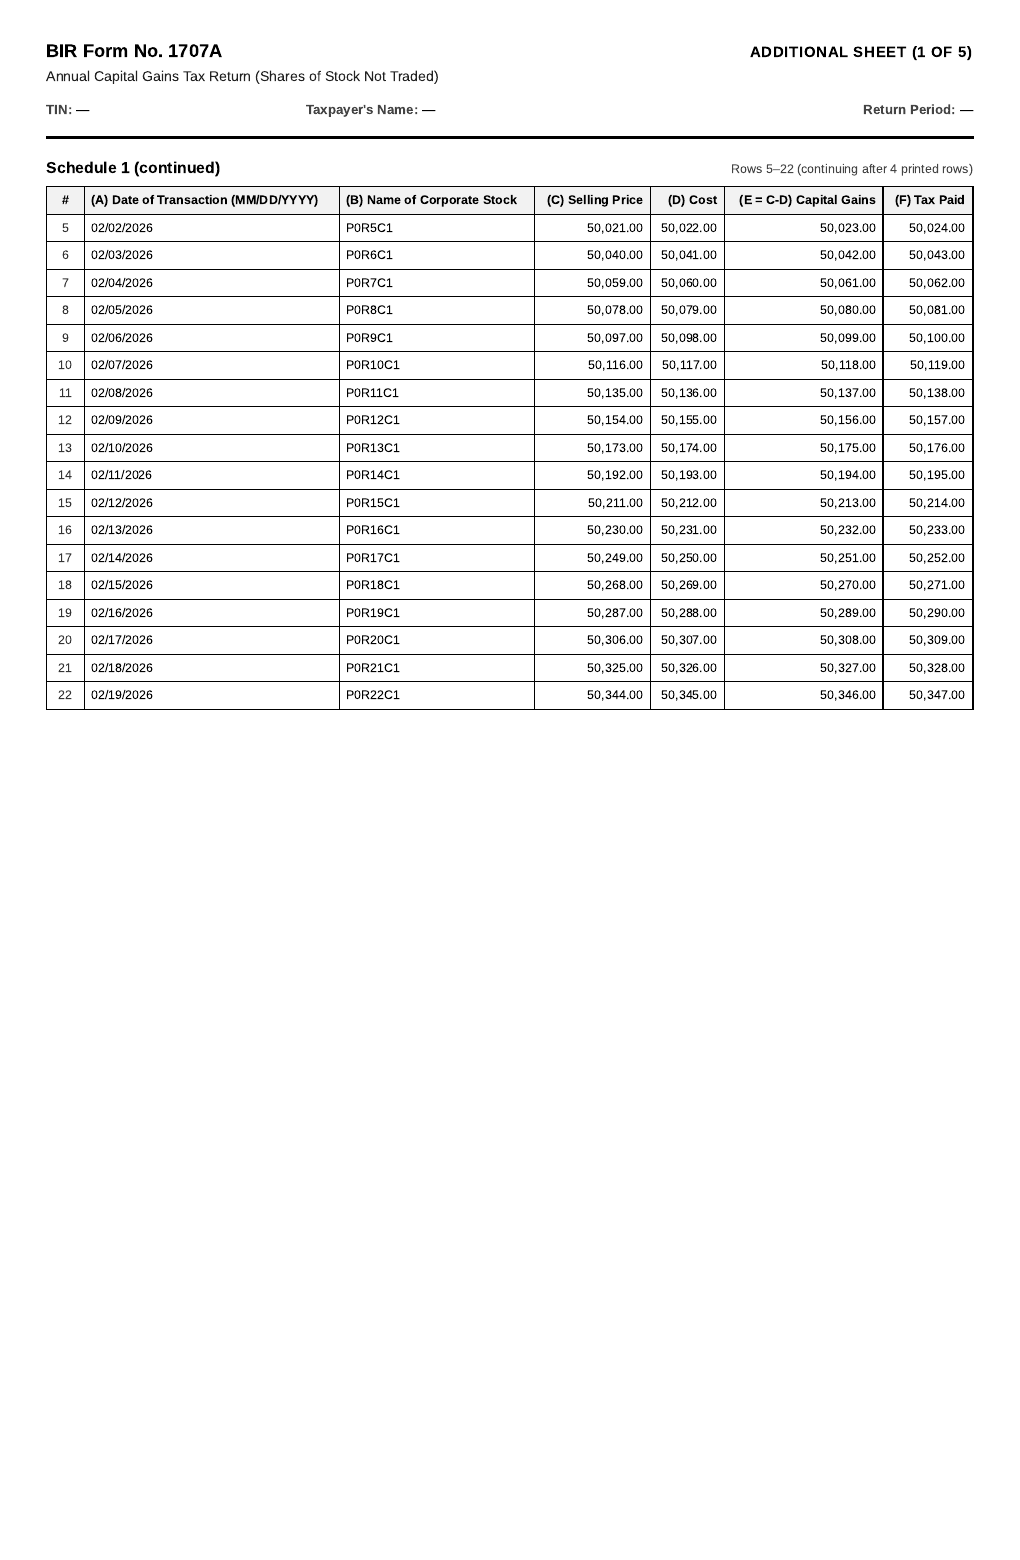 BIR Form No. 1707A
ADDITIONAL SHEET (1 OF 5)
Annual Capital Gains Tax Return (Shares of Stock Not Traded)
TIN: — Taxpayer's Name: — Return Period: —
Schedule 1 (continued)
Rows 5–22 (continuing after 4 printed rows)
# (A) Date of Transaction (MM/DD/YYYY) (B) Name of Corporate Stock (C) Selling Price (D) Cost (E = C-D) Capital Gains (F) Tax Paid
5 02/02/2026 P0R5C1 50,021.00 50,022.00 50,023.00 50,024.00
6 02/03/2026 P0R6C1 50,040.00 50,041.00 50,042.00 50,043.00
7 02/04/2026 P0R7C1 50,059.00 50,060.00 50,061.00 50,062.00
8 02/05/2026 P0R8C1 50,078.00 50,079.00 50,080.00 50,081.00
9 02/06/2026 P0R9C1 50,097.00 50,098.00 50,099.00 50,100.00
10 02/07/2026 P0R10C1 50,116.00 50,117.00 50,118.00 50,119.00
11 02/08/2026 P0R11C1 50,135.00 50,136.00 50,137.00 50,138.00
12 02/09/2026 P0R12C1 50,154.00 50,155.00 50,156.00 50,157.00
13 02/10/2026 P0R13C1 50,173.00 50,174.00 50,175.00 50,176.00
14 02/11/2026 P0R14C1 50,192.00 50,193.00 50,194.00 50,195.00
15 02/12/2026 P0R15C1 50,211.00 50,212.00 50,213.00 50,214.00
16 02/13/2026 P0R16C1 50,230.00 50,231.00 50,232.00 50,233.00
17 02/14/2026 P0R17C1 50,249.00 50,250.00 50,251.00 50,252.00
18 02/15/2026 P0R18C1 50,268.00 50,269.00 50,270.00 50,271.00
19 02/16/2026 P0R19C1 50,287.00 50,288.00 50,289.00 50,290.00
20 02/17/2026 P0R20C1 50,306.00 50,307.00 50,308.00 50,309.00
21 02/18/2026 P0R21C1 50,325.00 50,326.00 50,327.00 50,328.00
22 02/19/2026 P0R22C1 50,344.00 50,345.00 50,346.00 50,347.00